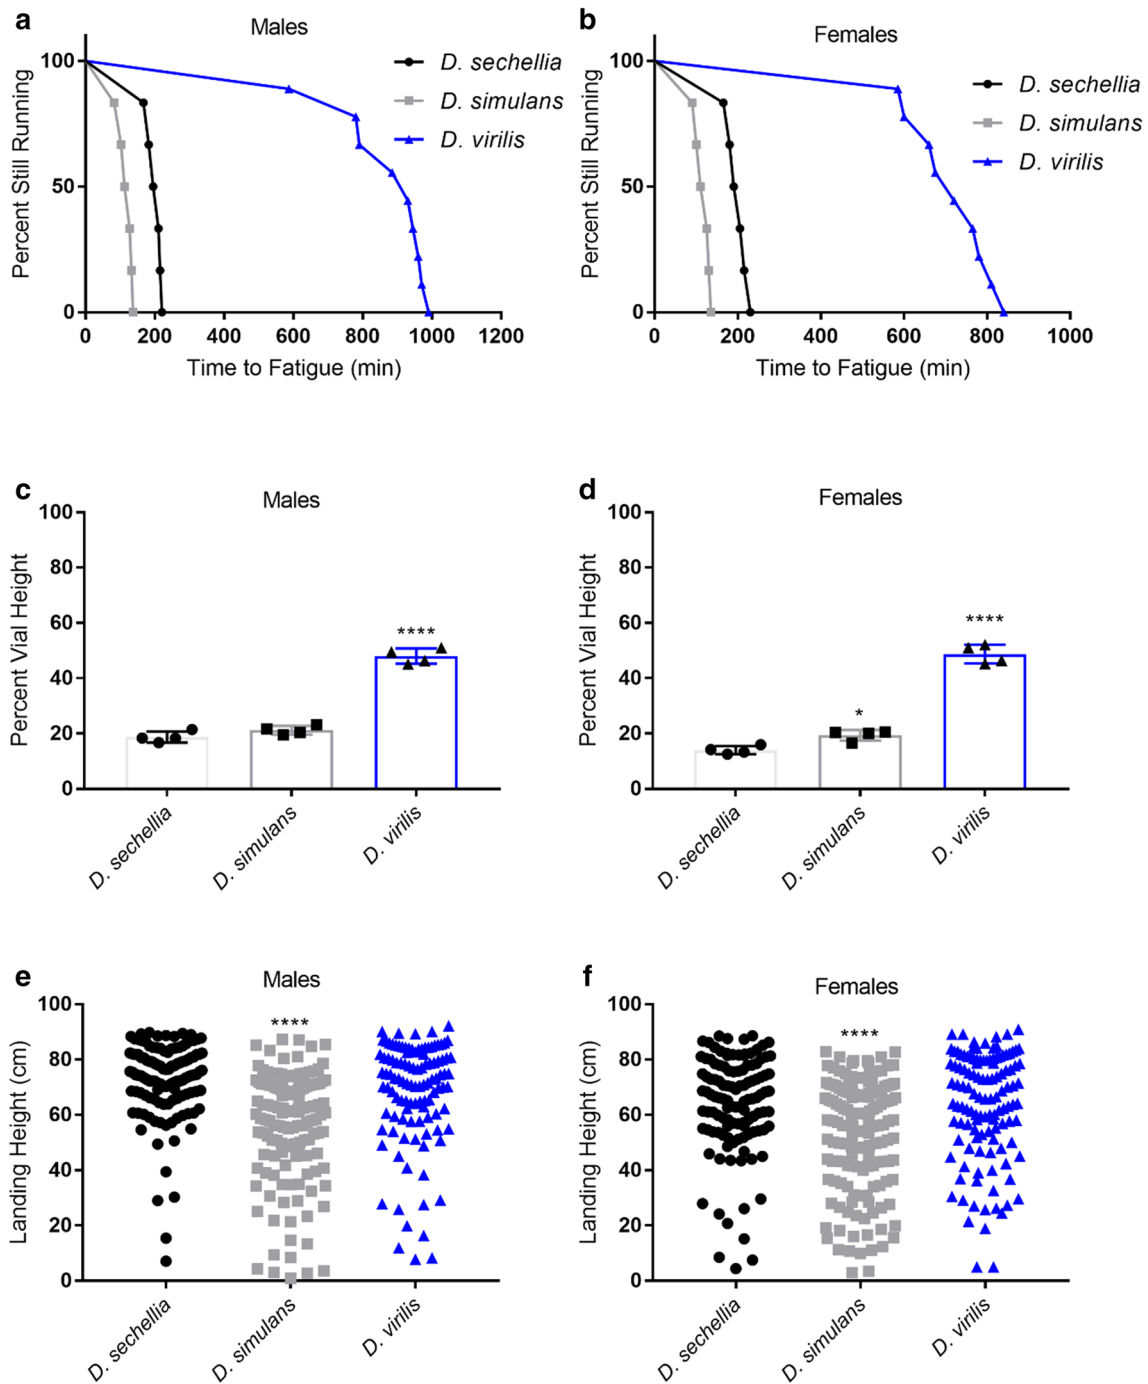 a
Males
D. sechellia
D. simulans
D. virilis
Percent Still Running
100
50
0
0 200 400 600 800 1000 1200
Time to Fatigue (min)
b
Females
D. sechellia
D. simulans
D. virilis
Percent Still Running
100
50
0
0 200 400 600 800 1000
Time to Fatigue (min)
c
Males
Percent Vial Height
100
80
60
40
20
0
****
D. sechellia
D. simulans
D. virilis
d
Females
Percent Vial Height
100
80
60
40
20
0
*
****
D. sechellia
D. simulans
D. virilis
e
Males
Landing Height (cm)
100
80
60
40
20
0
****
D. sechellia
D. simulans
D. virilis
f
Females
Landing Height (cm)
100
80
60
40
20
0
****
D. sechellia
D. simulans
D. virilis